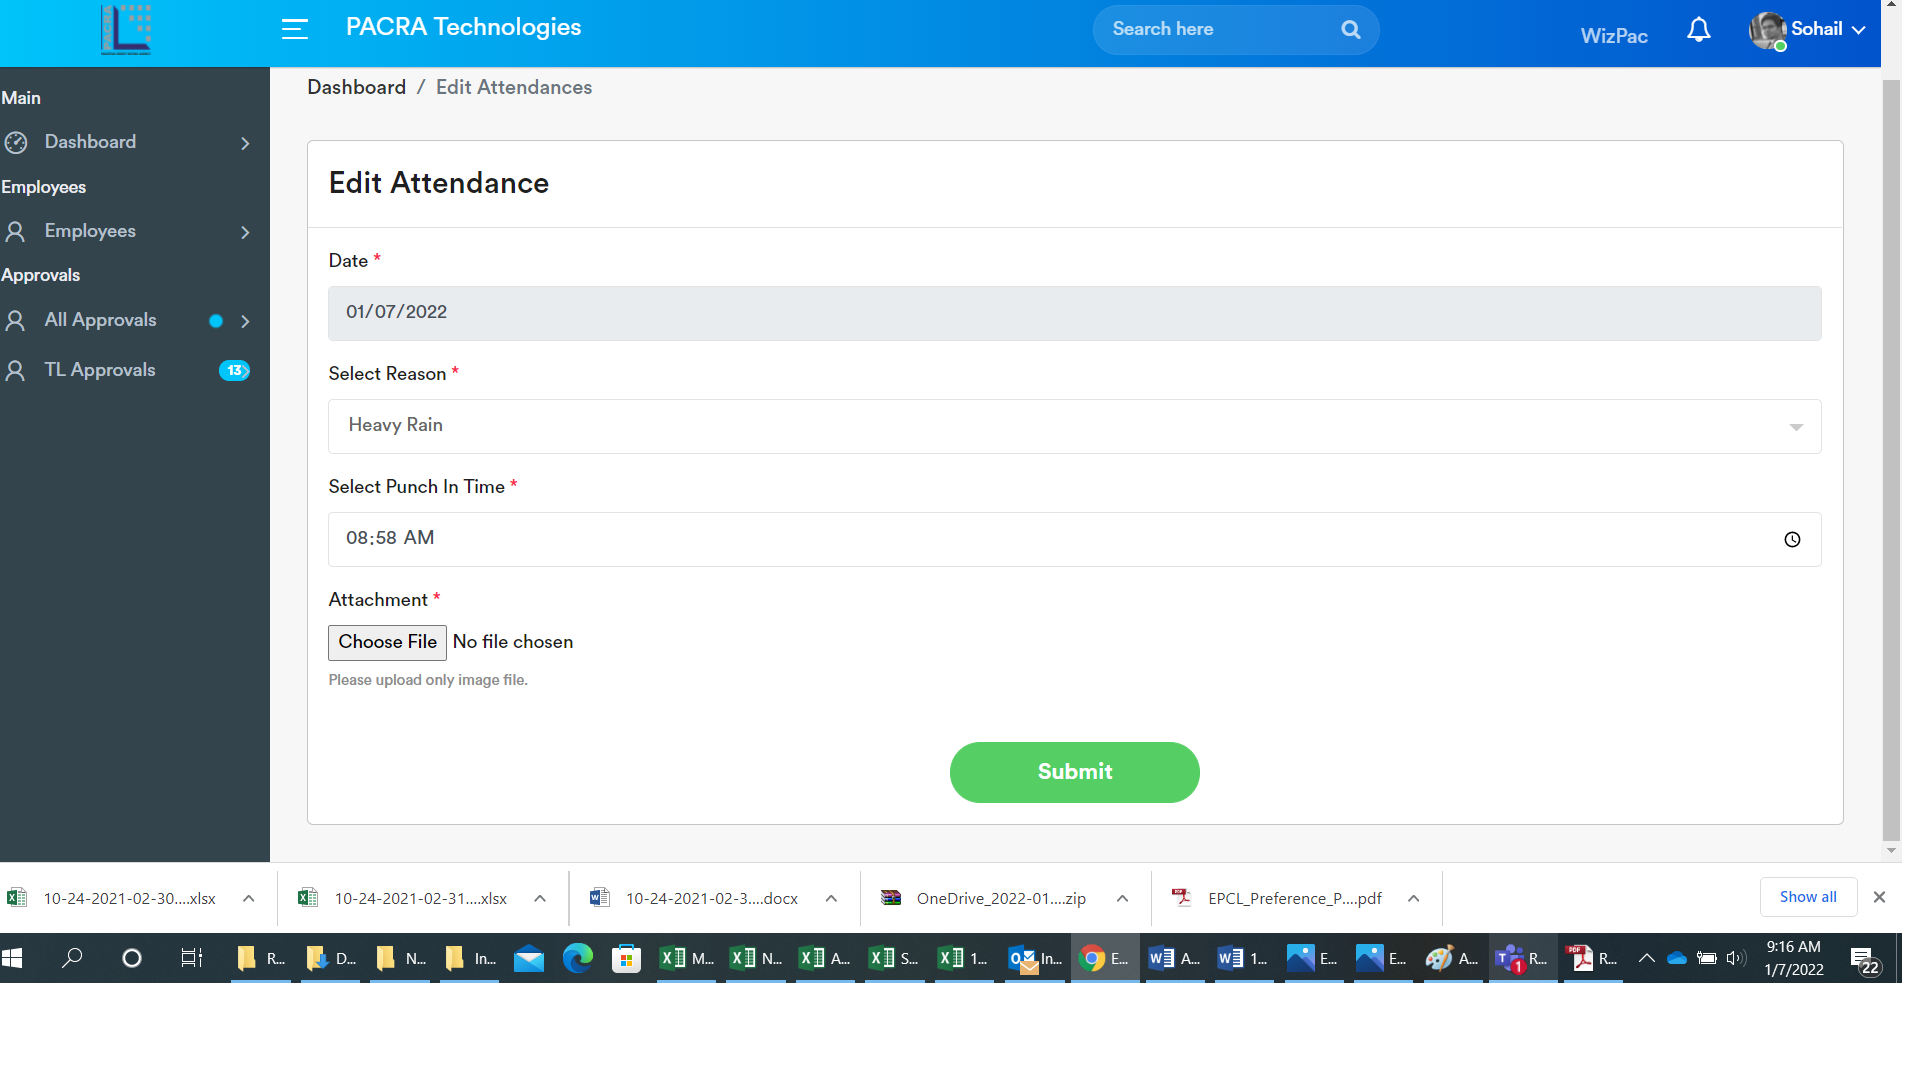 PACRA
PACRA Technologies
Search here
WizPac
Sohail
Main
Dashboard
Employees
Employees
Approvals
All Approvals
TL Approvals
13
Dashboard / Edit Attendances
Edit Attendance
Date *
01/07/2022
Select Reason *
Heavy Rain
Select Punch In Time *
08:58 AM
Attachment *
Choose File No file chosen
Please upload only image file.
Submit
10-24-2021-02-30....xlsx
10-24-2021-02-31....xlsx
10-24-2021-02-3....docx
OneDrive_2022-01....zip
EPCL_Preference_P....pdf
Show all
R... D... N... In... M... N... A... S... 1... In... E... A... 1... E... E... A... R... R...
1
9:16 AM
1/7/2022
22